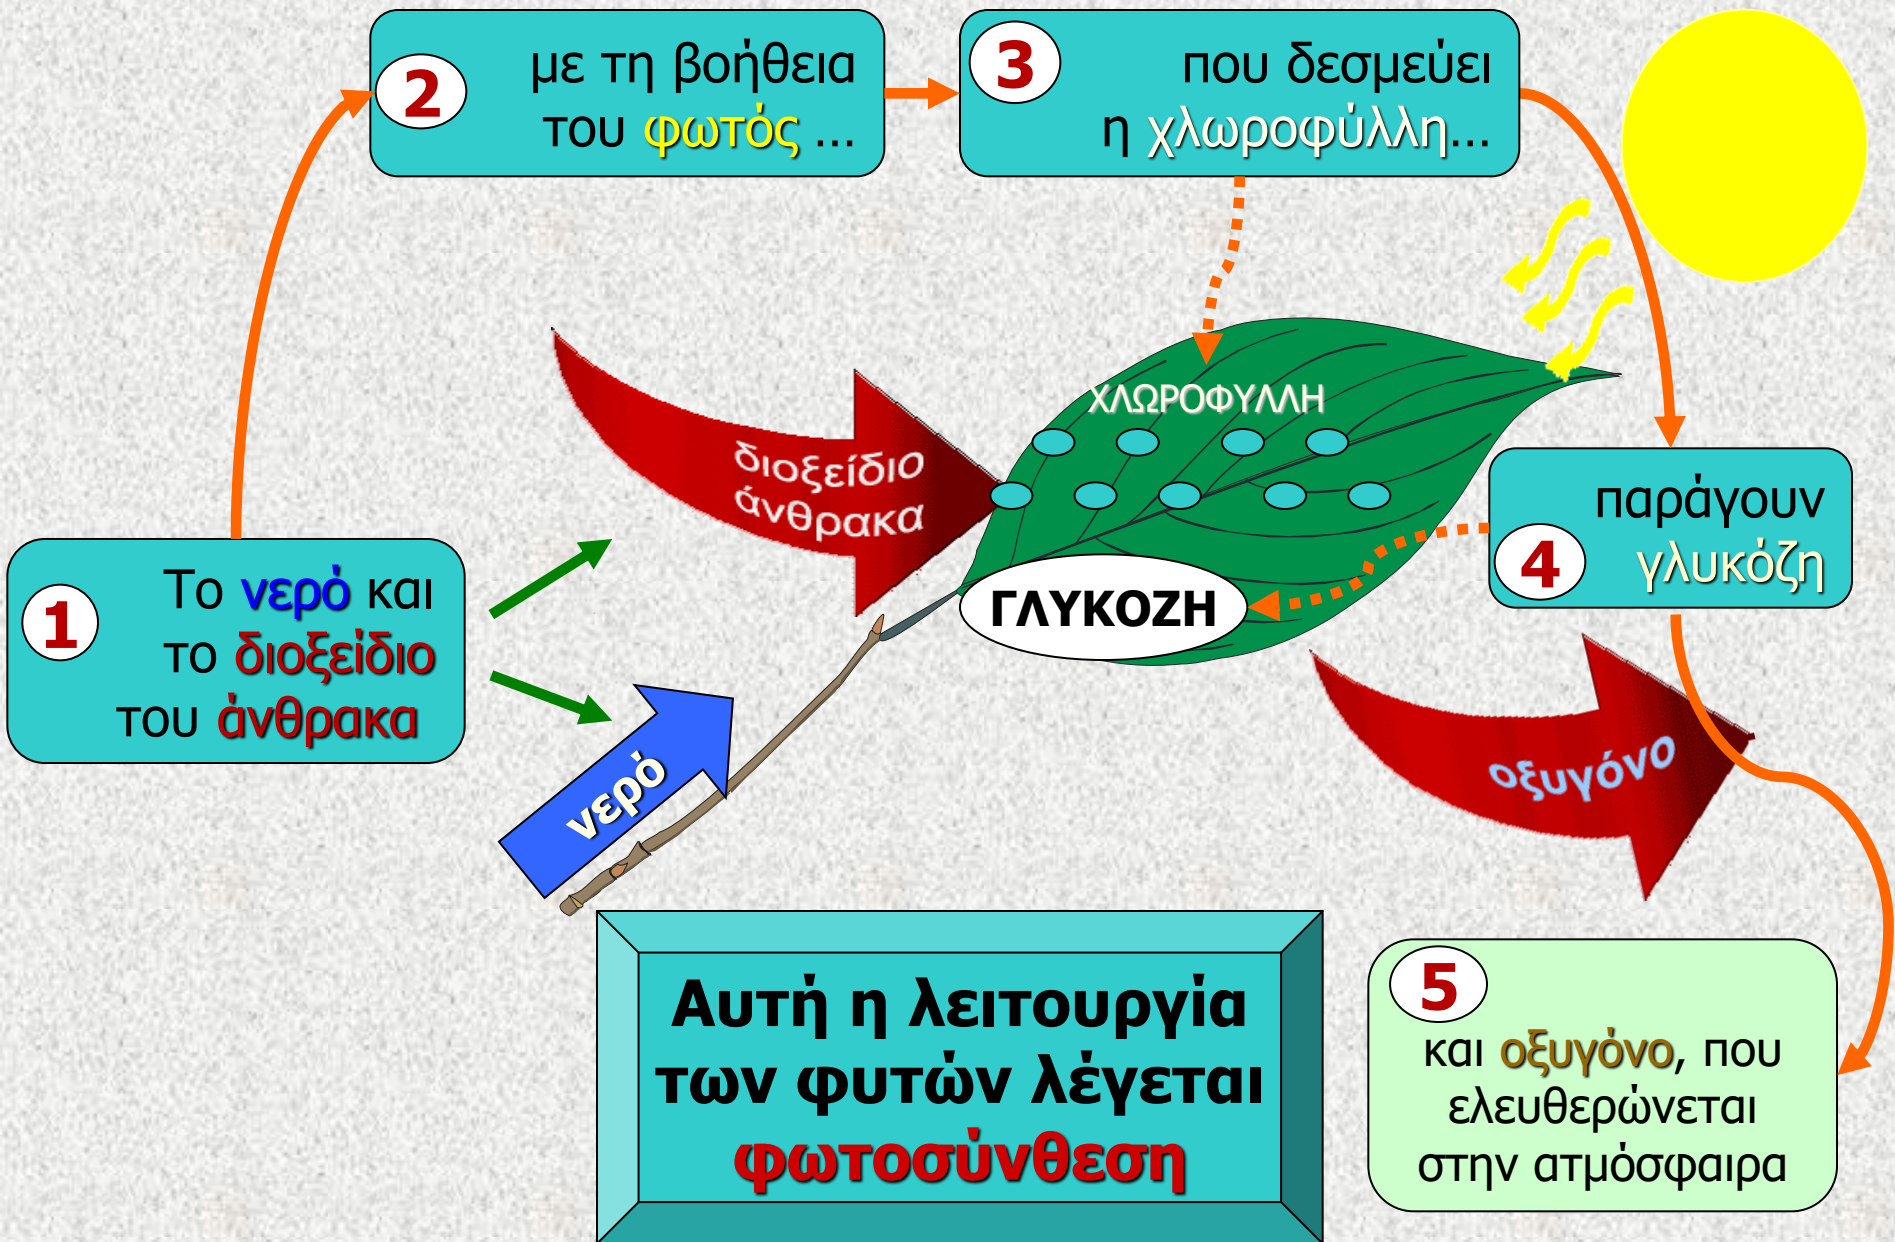 1
Το νερό και
το διοξείδιο
του άνθρακα
2
με τη βοήθεια
του φωτός ...
3
που δεσμεύει
η χλωροφύλλη...
4
παράγουν
γλυκόζη
5
και οξυγόνο, που
ελευθερώνεται
στην ατμόσφαιρα
διοξείδιο
άνθρακα
ΧΛΩΡΟΦΥΛΛΗ
ΓΛΥΚΟΖΗ
νερό
οξυγόνο
Αυτή η λειτουργία
των φυτών λέγεται
φωτοσύνθεση